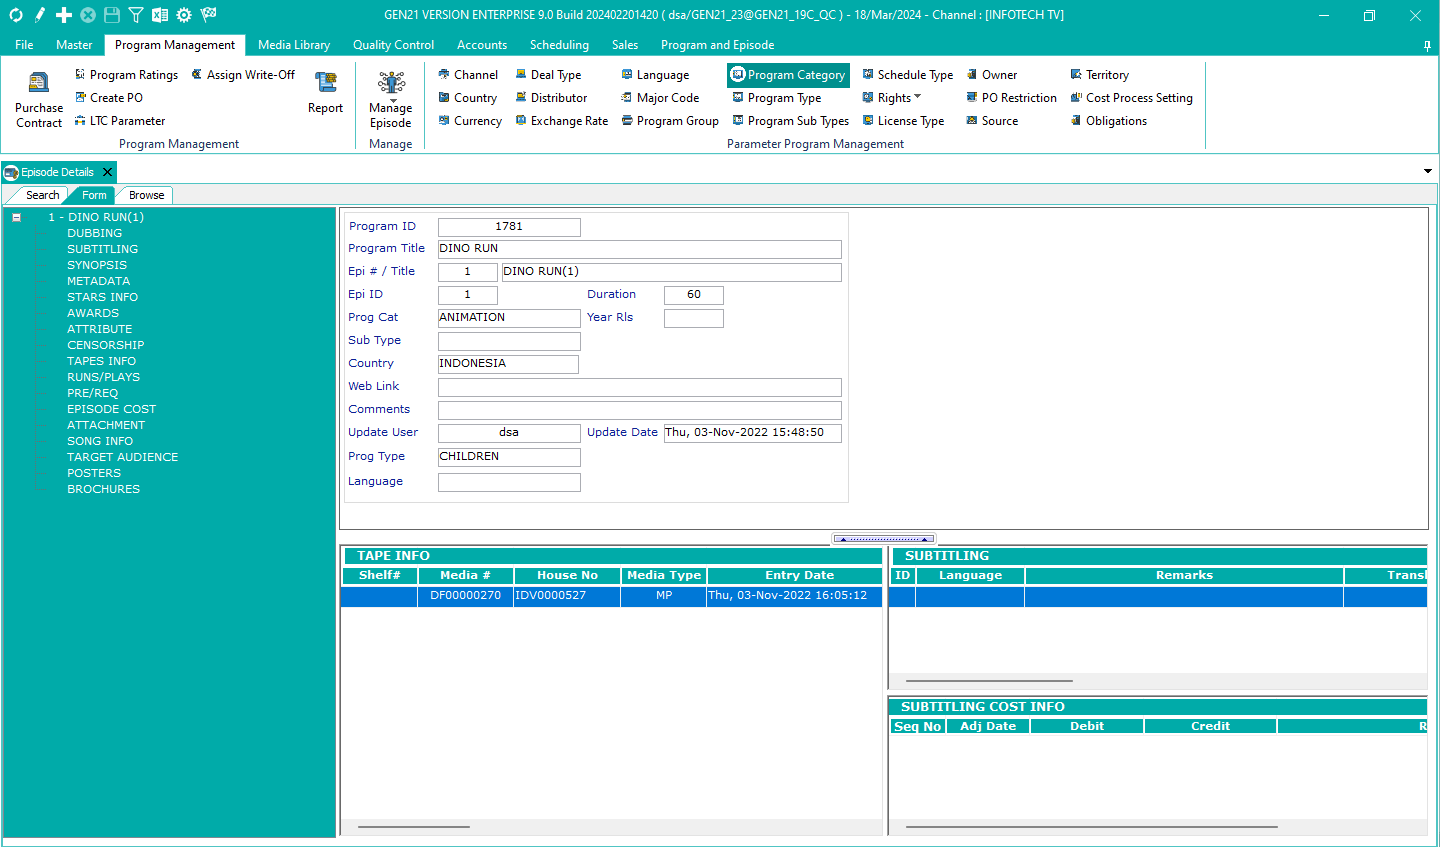 GEN21 VERSION ENTERPRISE 9.0 Build 202402201420 ( dsa/GEN21_23@GEN21_19C_QC ) - 18/Mar/2024 - Channel : [INFOTECH TV]
File Master Program Management Media Library Quality Control Accounts Scheduling Sales Program and Episode
Purchase Contract
Program Ratings Assign Write-Off
Create PO
LTC Parameter
Report
Program Management
Manage Episode
Manage
Channel Deal Type Language Program Category Schedule Type Owner Territory
Country Distributor Major Code Program Type Rights PO Restriction Cost Process Setting
Currency Exchange Rate Program Group Program Sub Types License Type Source Obligations
Parameter Program Management
Episode Details
Search Form Browse
1 - DINO RUN(1)
DUBBING
SUBTITLING
SYNOPSIS
METADATA
STARS INFO
AWARDS
ATTRIBUTE
CENSORSHIP
TAPES INFO
RUNS/PLAYS
PRE/REQ
EPISODE COST
ATTACHMENT
SONG INFO
TARGET AUDIENCE
POSTERS
BROCHURES
Program ID 1781
Program Title DINO RUN
Epi # / Title 1 DINO RUN(1)
Epi ID 1 Duration 60
Prog Cat ANIMATION Year Rls
Sub Type
Country INDONESIA
Web Link
Comments
Update User dsa Update Date Thu, 03-Nov-2022 15:48:50
Prog Type CHILDREN
Language
TAPE INFO
Shelf# Media # House No Media Type Entry Date
DF00000270 IDV0000527 MP Thu, 03-Nov-2022 16:05:12
SUBTITLING
ID Language Remarks Transl
SUBTITLING COST INFO
Seq No Adj Date Debit Credit R